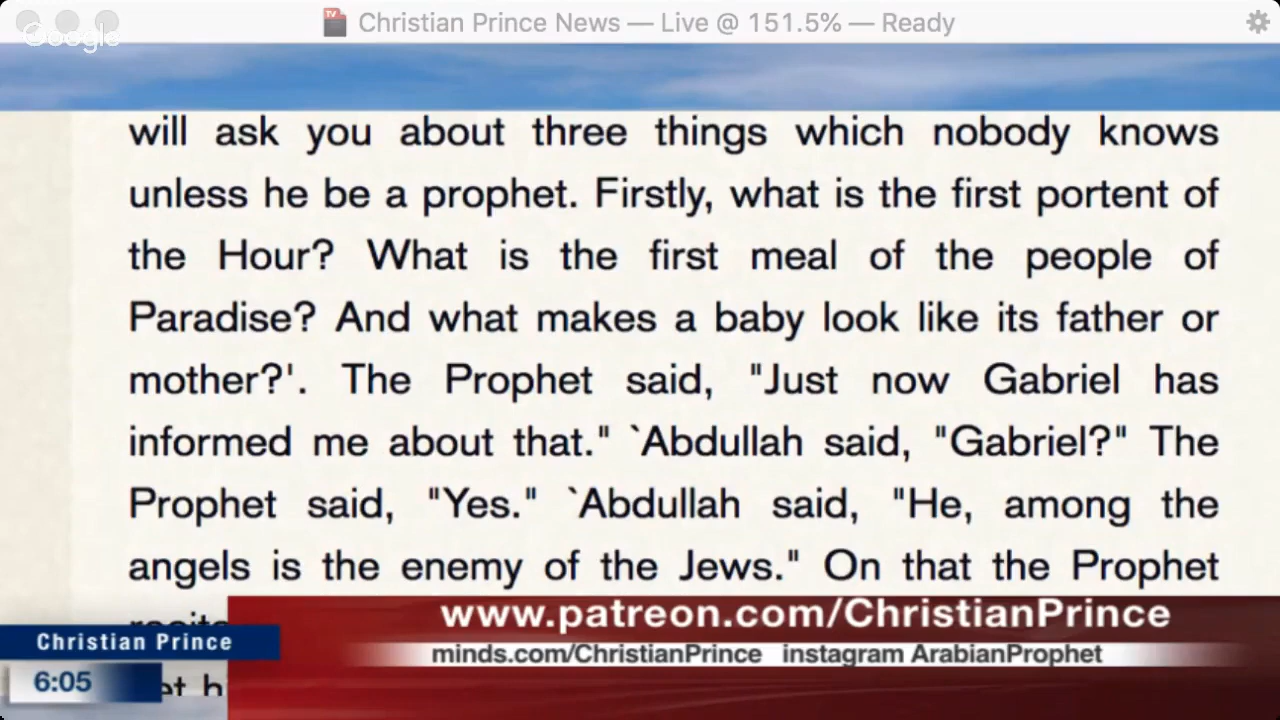 TV
Christian Prince News — Live @ 151.5% — Ready
Google
will ask you about three things which nobody knows
unless he be a prophet. Firstly, what is the first portent of
the Hour? What is the first meal of the people of
Paradise? And what makes a baby look like its father or
mother?'. The Prophet said, "Just now Gabriel has
informed me about that." `Abdullah said, "Gabriel?" The
Prophet said, "Yes." `Abdullah said, "He, among the
angels is the enemy of the Jews." On that the Prophet
www.patreon.com/ChristianPrince
Christian Prince
minds.com/ChristianPrince instagram ArabianProphet
6:05